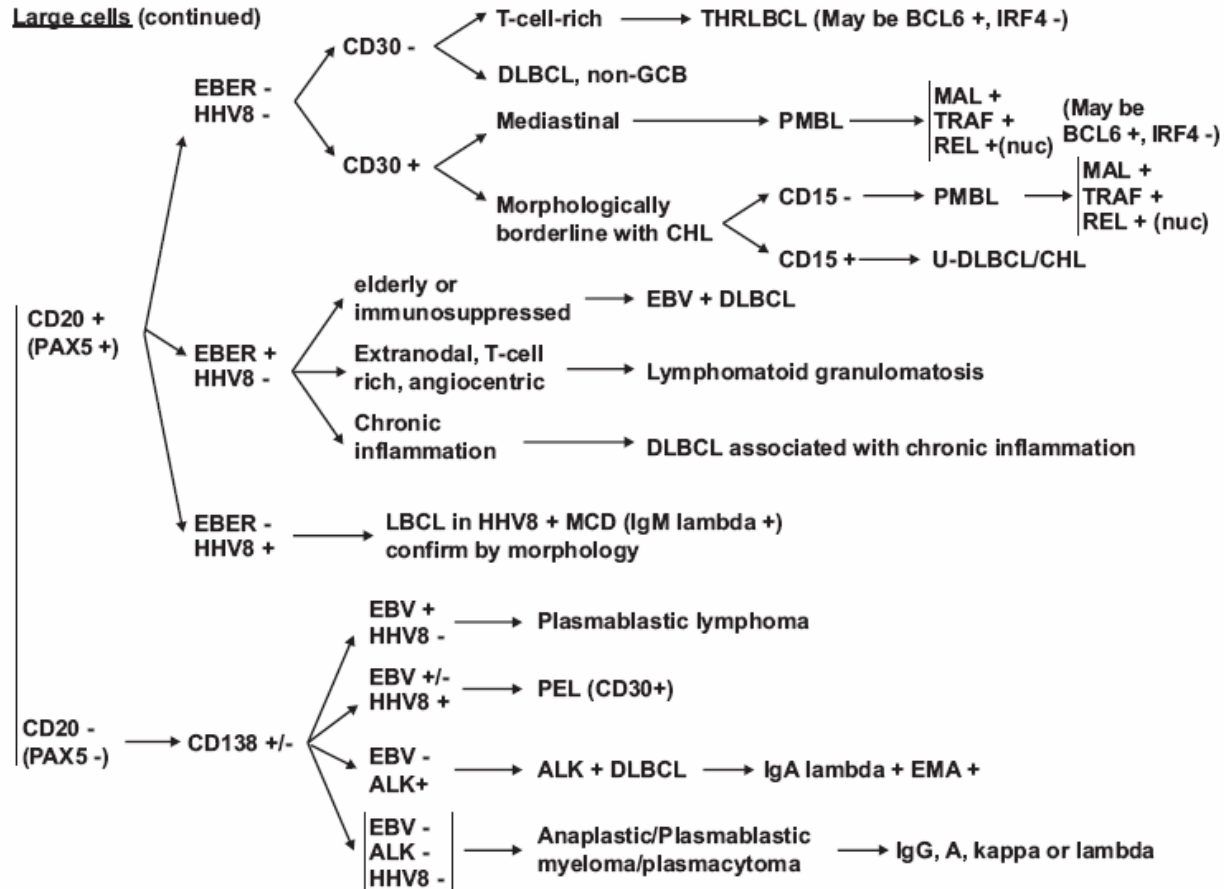 Large cells (continued)
T-cell-rich
THRLBCL (May be BCL6 +, IRF4 -)
CD30 -
DLBCL, non-GCB
EBER -
HHV8 -
Mediastinal
PMBL
MAL +
TRAF +
REL +(nuc)
(May be
BCL6 +, IRF4 -)
CD30 +
Morphologically
borderline with CHL
CD15 -
PMBL
MAL +
TRAF +
REL + (nuc)
CD15 +
U-DLBCL/CHL
CD20 +
(PAX5 +)
EBER +
HHV8 -
elderly or
immunosuppressed
EBV + DLBCL
Extranodal, T-cell
rich, angiocentric
Lymphomatoid granulomatosis
Chronic
inflammation
DLBCL associated with chronic inflammation
EBER -
HHV8 +
LBCL in HHV8 + MCD (IgM lambda +)
confirm by morphology
CD20 -
(PAX5 -)
CD138 +/-
EBV +
HHV8 -
Plasmablastic lymphoma
EBV +/-
HHV8 +
PEL (CD30+)
EBV -
ALK+
ALK + DLBCL
IgA lambda + EMA +
EBV -
ALK -
HHV8 -
Anaplastic/Plasmablastic
myeloma/plasmacytoma
IgG, A, kappa or lambda